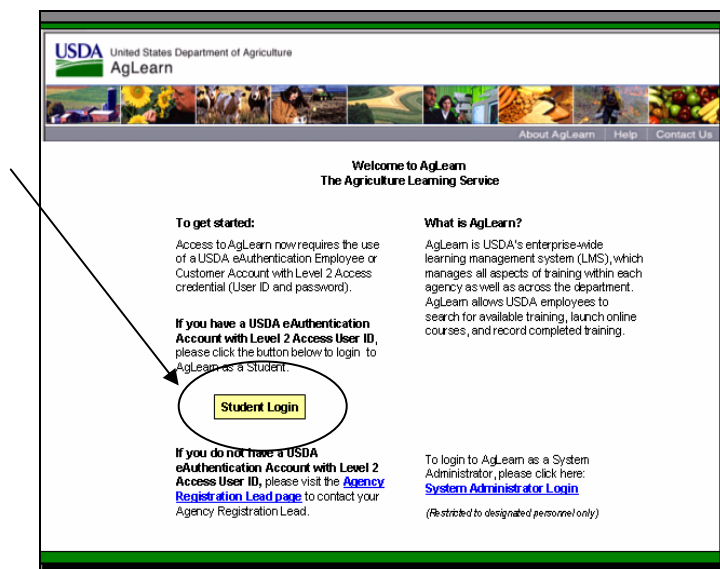 USDA United States Department of Agriculture
AgLearn
About AgLearn | Help | Contact Us
Welcome to AgLearn
The Agriculture Learning Service
To get started:
Access to AgLearn now requires the use
of a USDA eAuthentication Employee or
Customer Account with Level 2 Access
credential (User ID and password).
If you have a USDA eAuthentication
Account with Level 2 Access User ID,
please click the button below to login to
AgLearn as a Student.
Student Login
If you do not have a USDA
eAuthentication Account with Level 2
Access User ID, please visit the Agency
Registration Lead page to contact your
Agency Registration Lead.
What is AgLearn?
AgLearn is USDA's enterprise-wide
learning management system (LMS), which
manages all aspects of training within each
agency as well as across the department.
AgLearn allows USDA employees to
search for available training, launch online
courses, and record completed training.
To login to AgLearn as a System
Administrator, please click here:
System Administrator Login
(Restricted to designated personnel only)